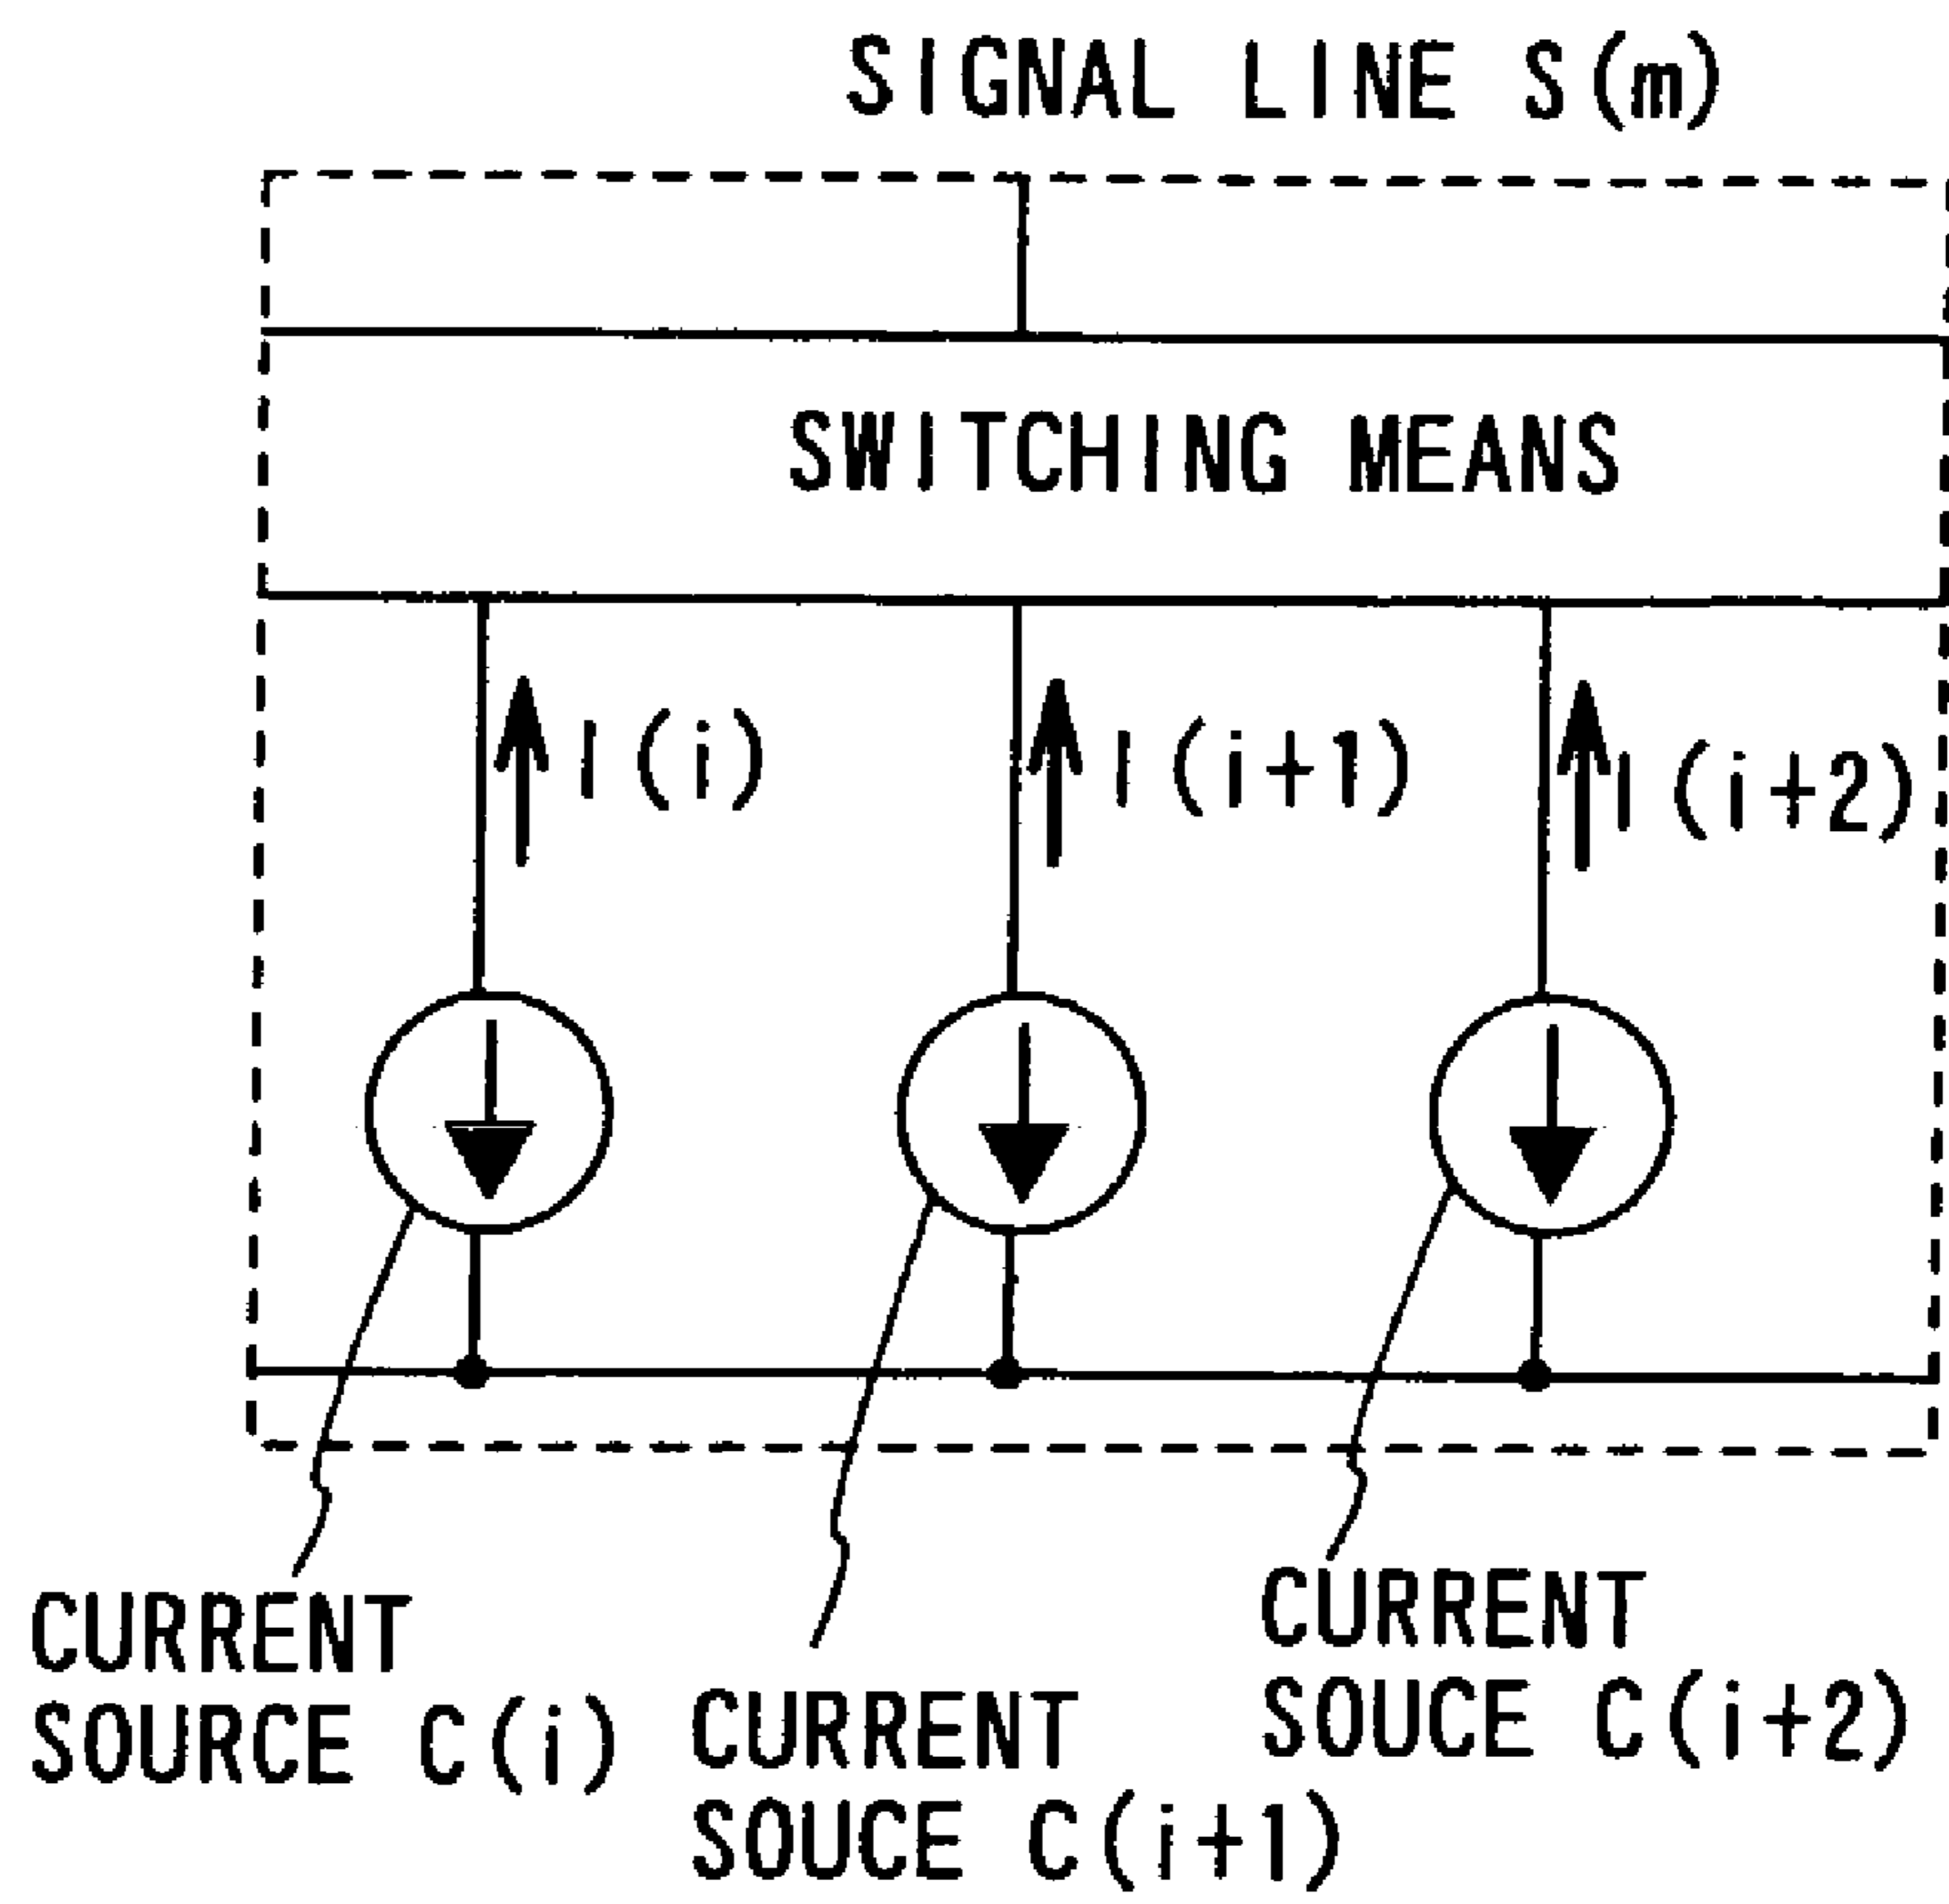 SIGNAL LINE S(m)
SWITCHING MEANS
I(i)
I(i+1)
I(i+2)
CURRENT
SOURCE C(i)
CURRENT
SOUCE C(i+1)
CURRENT
SOUCE C(i+2)